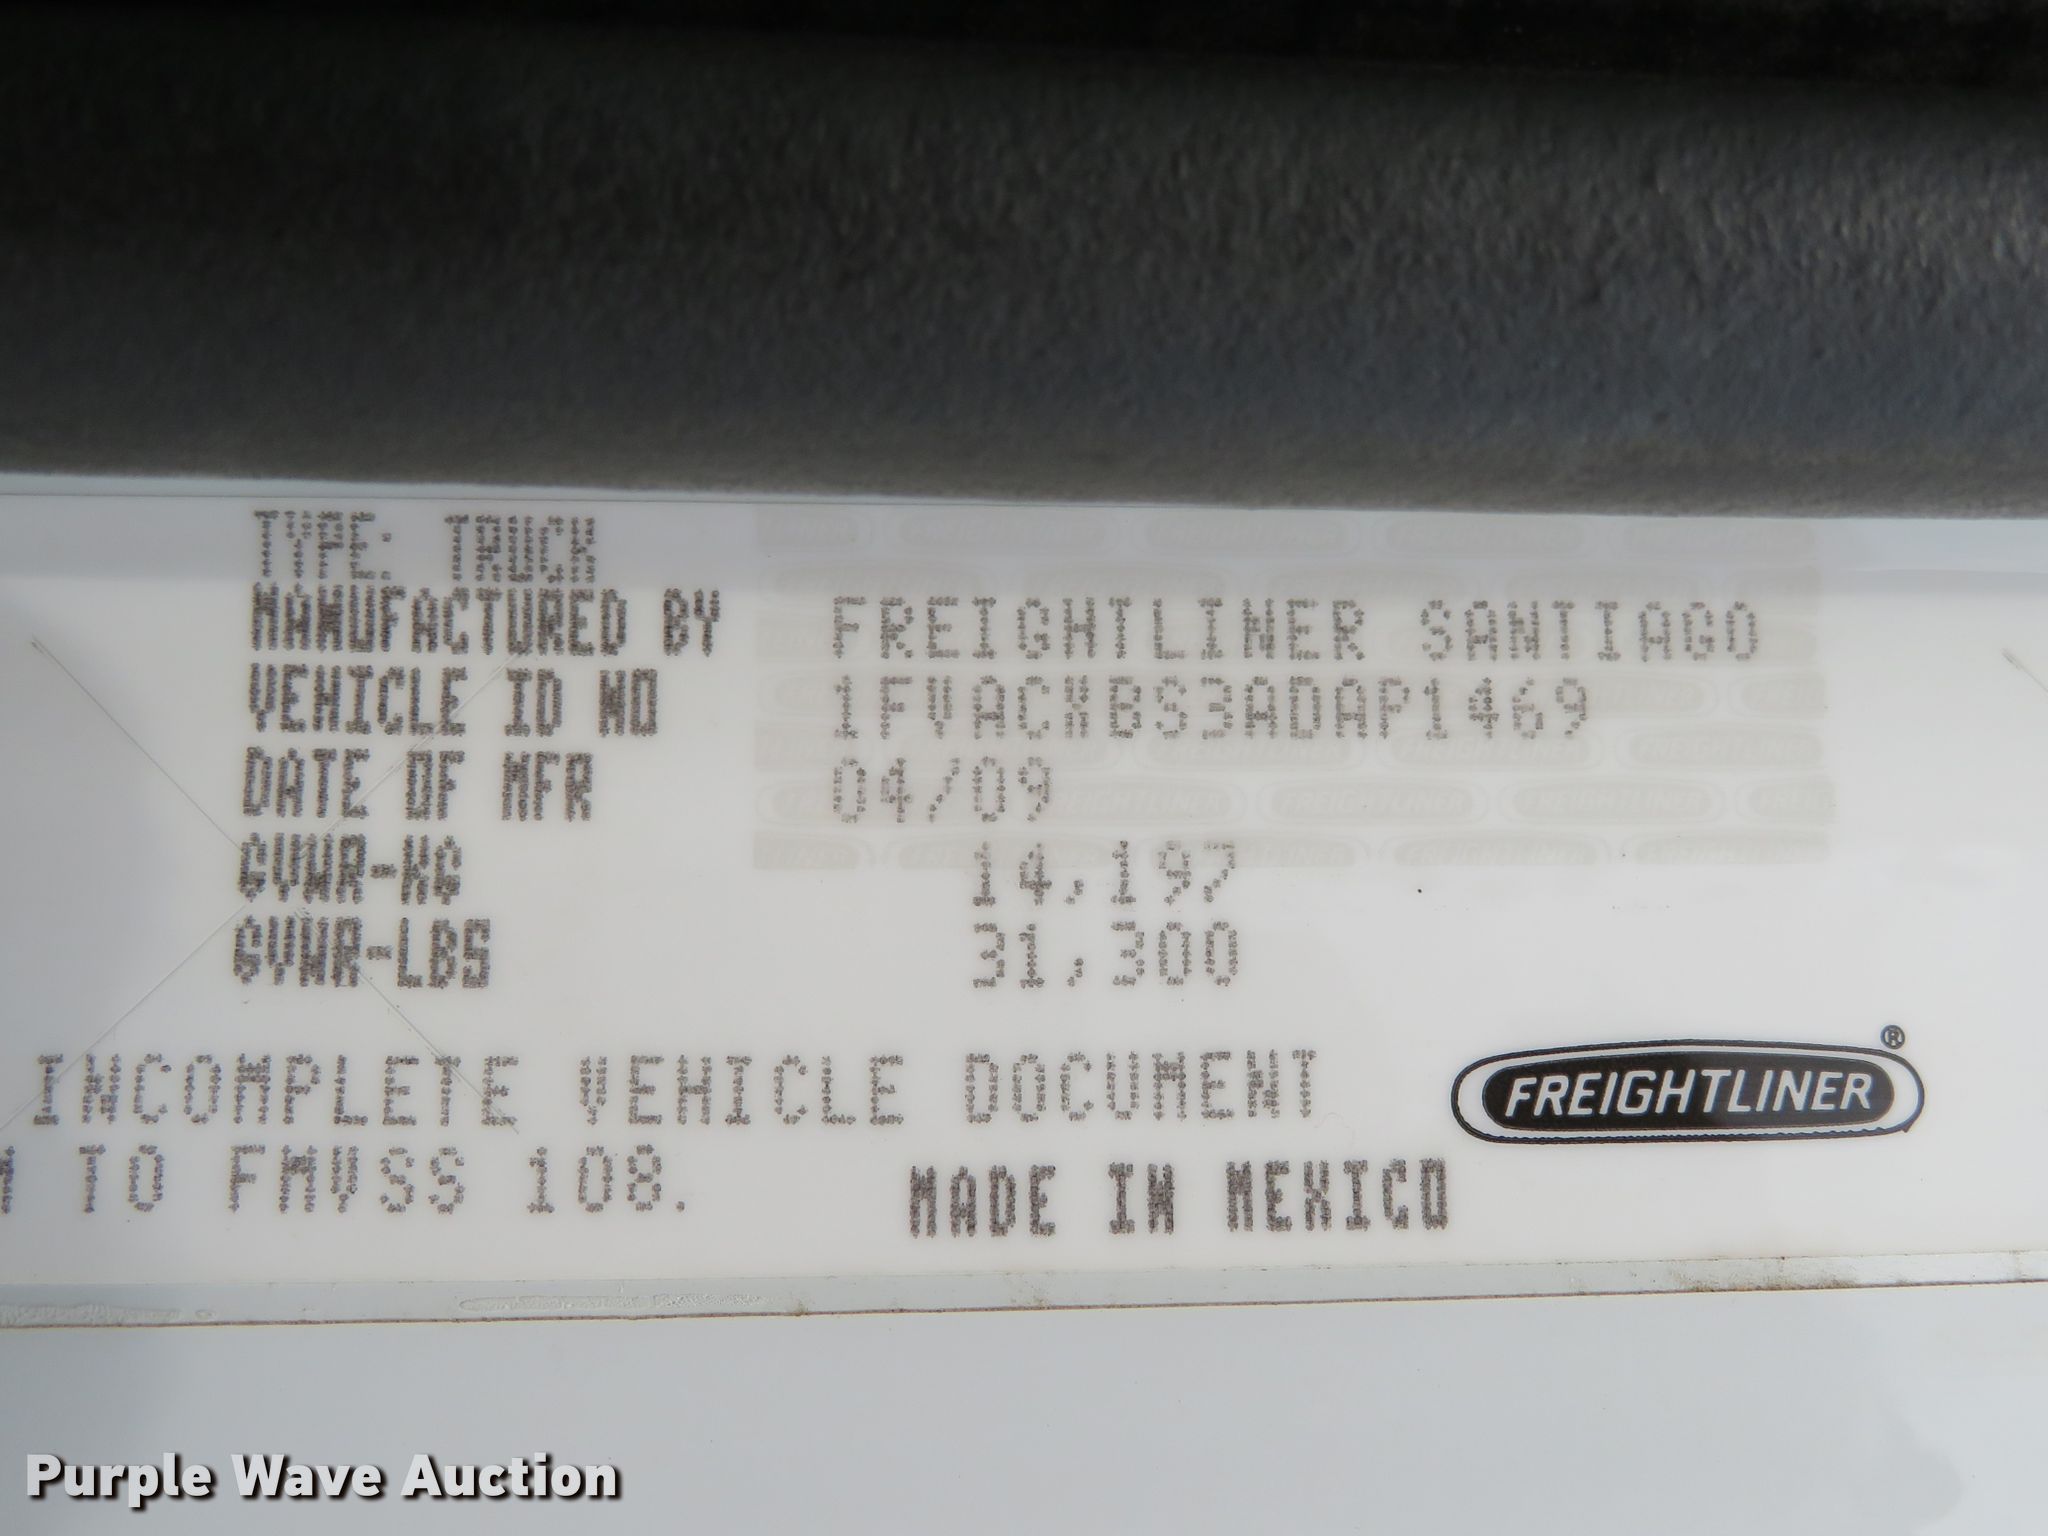 TYPE: TRUCK
MANUFACTURED BY FREIGHTLINER SANTIAGO
VEHICLE ID NO 1FVACXBS3ADAP1469
DATE OF MFR 04/09
GVWR-KG 14,197
GVWR-LBS 31,300
INCOMPLETE VEHICLE DOCUMENT
TO FMVSS 108.
MADE IN MEXICO
FREIGHTLINER®
Purple Wave Auction